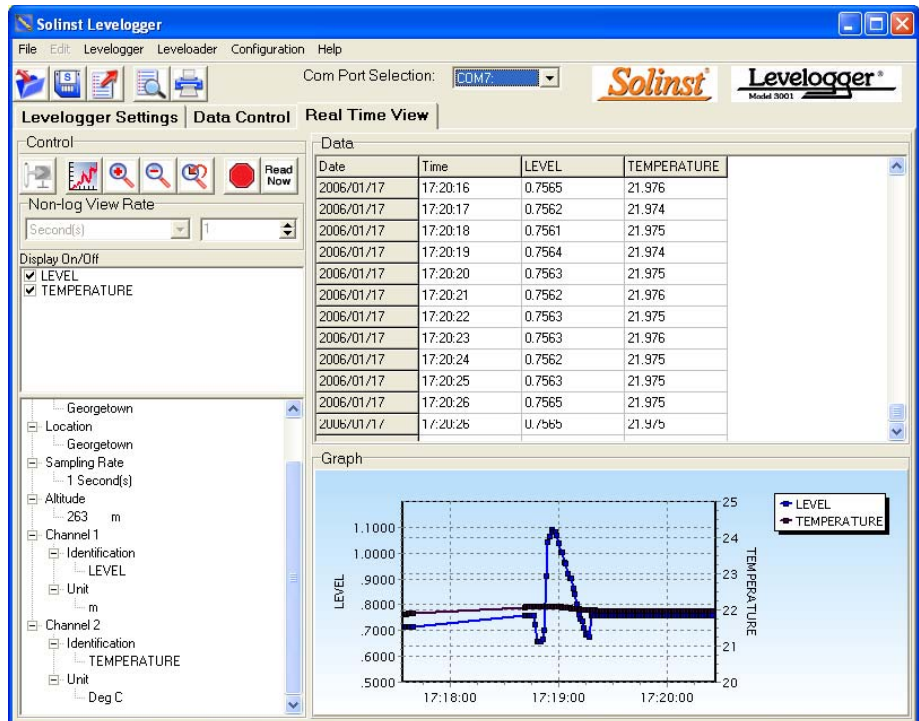 Solinst Levelogger
File Edit Levelogger Leveloader Configuration Help
Com Port Selection: COM7:
Solinst
Levelogger
Model 3001
Levelogger Settings Data Control Real Time View
Control
Read Now
Non-log View Rate
Second(s) 1
Display On/Off
LEVEL
TEMPERATURE
Georgetown
Location
Georgetown
Sampling Rate
1 Second(s)
Altitude
263 m
Channel 1
Identification
LEVEL
Unit
m
Channel 2
Identification
TEMPERATURE
Unit
Deg C
Data
Date Time LEVEL TEMPERATURE
2006/01/17 17:20:16 0.7565 21.976
2006/01/17 17:20:17 0.7562 21.974
2006/01/17 17:20:18 0.7561 21.975
2006/01/17 17:20:19 0.7564 21.974
2006/01/17 17:20:20 0.7563 21.975
2006/01/17 17:20:21 0.7562 21.976
2006/01/17 17:20:22 0.7563 21.975
2006/01/17 17:20:23 0.7563 21.976
2006/01/17 17:20:24 0.7562 21.975
2006/01/17 17:20:25 0.7563 21.975
2006/01/17 17:20:26 0.7565 21.975
2006/01/17 17:20:26 0.7565 21.975
Graph
LEVEL
1.1000
1.0000
.9000
.8000
.7000
.6000
.5000
17:18:00 17:19:00 17:20:00
25
24
23
22
21
20
TEMPERATURE
LEVEL
TEMPERATURE